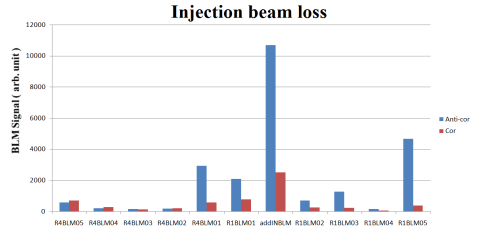 Injection beam loss
BLM Signal ( arb. unit )
12000
10000
8000
6000
4000
2000
0
R4BLM05 R4BLM04 R4BLM03 R4BLM02 R4BLM01 R1BLM01 addINBLM R1BLM02 R1BLM03 R1BLM04 R1BLM05
Anti-cor
Cor